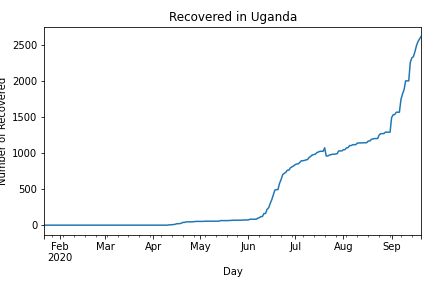 Recovered in Uganda
Number of Recovered
2500
2000
1500
1000
500
0
Feb Mar Apr May Jun Jul Aug Sep
2020
Day